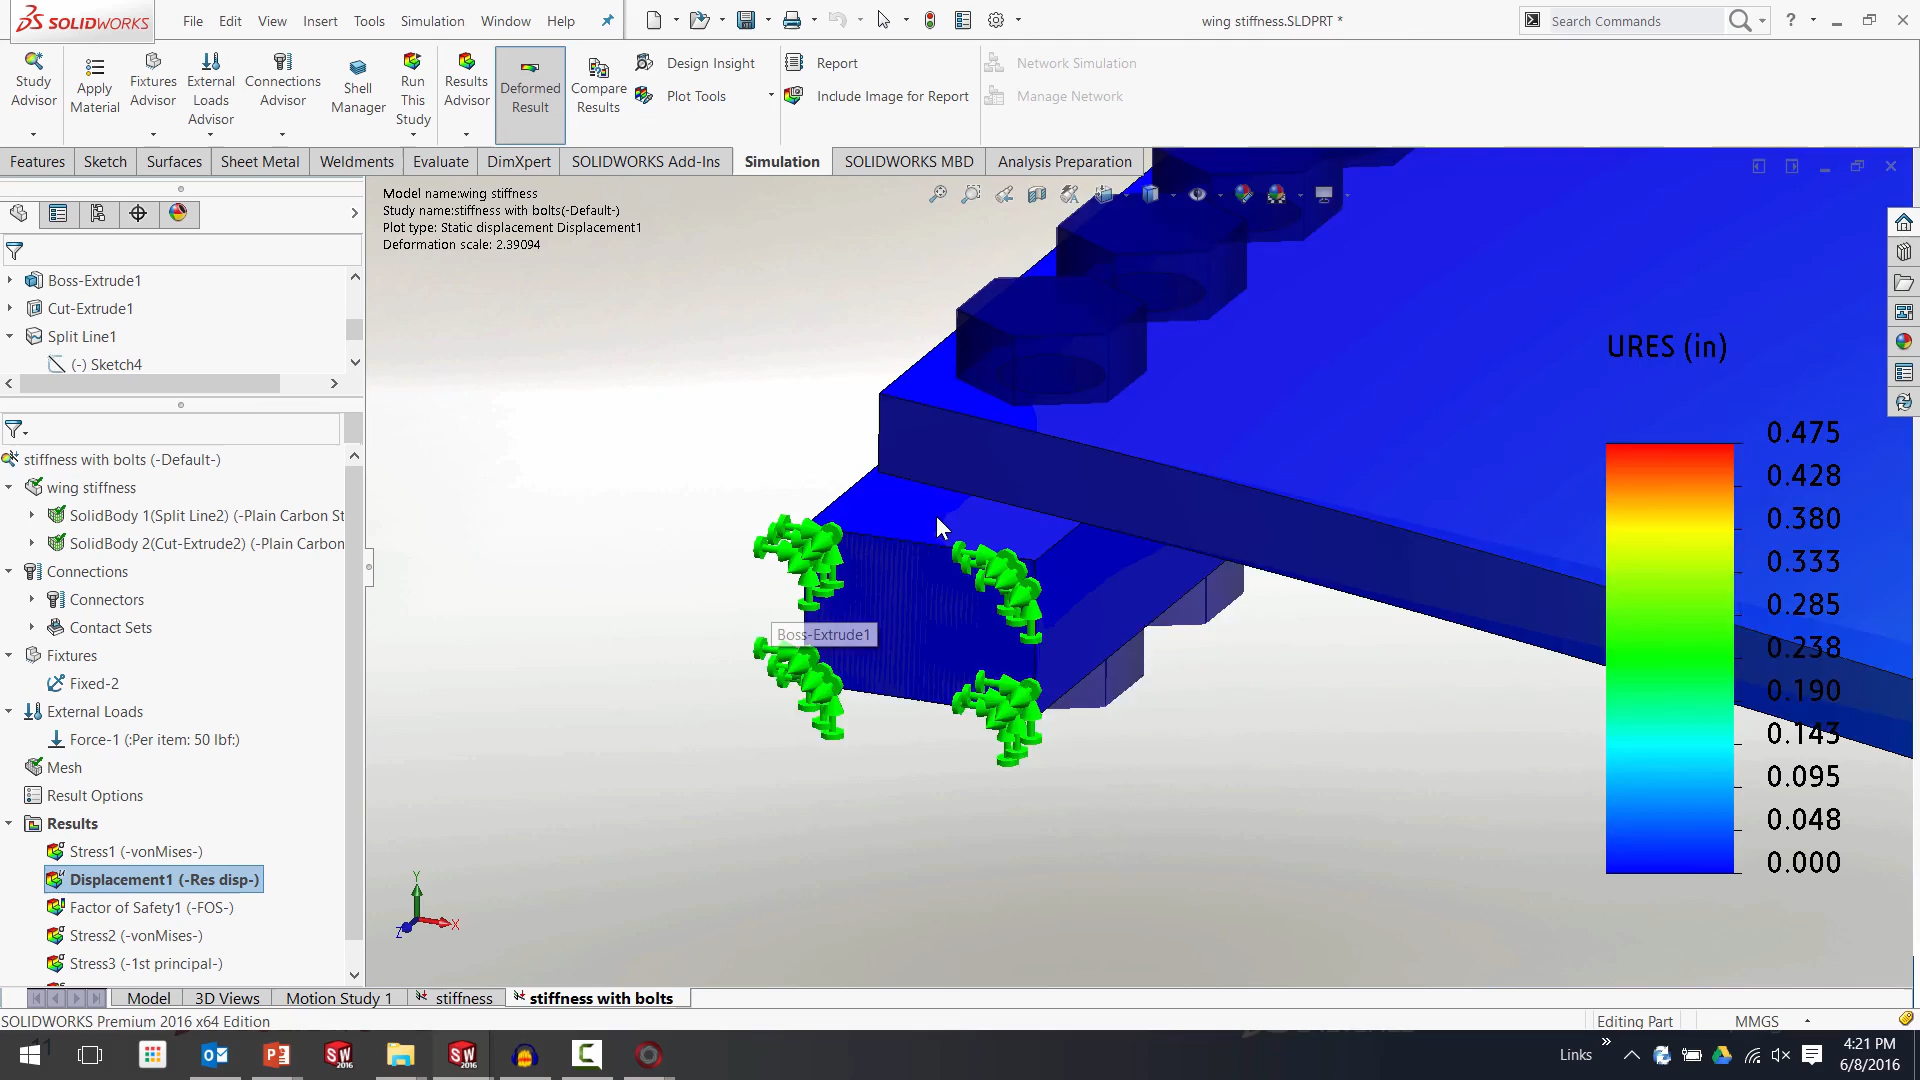 SOLIDWORKS
File Edit View Insert Tools Simulation Window Help
wing stiffness.SLDPRT *
Search Commands
Study Advisor
Apply Material
Fixtures Advisor
External Loads Advisor
Connections Advisor
Shell Manager
Run This Study
Results Advisor
Deformed Result
Compare Results
Design Insight
Plot Tools
Report
Include Image for Report
Network Simulation
Manage Network
Features Sketch Surfaces Sheet Metal Weldments Evaluate DimXpert SOLIDWORKS Add-Ins Simulation SOLIDWORKS MBD Analysis Preparation
Model name:wing stiffness
Study name:stiffness with bolts(-Default-)
Plot type: Static displacement Displacement1
Deformation scale: 2.39094
Boss-Extrude1
Cut-Extrude1
Split Line1
(-) Sketch4
stiffness with bolts (-Default-)
wing stiffness
SolidBody 1(Split Line2) (-Plain Carbon St
SolidBody 2(Cut-Extrude2) (-Plain Carbon
Connections
Connectors
Contact Sets
Fixtures
Fixed-2
External Loads
Force-1 (:Per item: 50 lbf:)
Mesh
Result Options
Results
Stress1 (-vonMises-)
Displacement1 (-Res disp-)
Factor of Safety1 (-FOS-)
Stress2 (-vonMises-)
Stress3 (-1st principal-)
Boss-Extrude1
URES (in)
0.475
0.428
0.380
0.333
0.285
0.238
0.190
0.143
0.095
0.048
0.000
Y
X
Z
Model 3D Views Motion Study 1 stiffness stiffness with bolts
SOLIDWORKS Premium 2016 x64 Edition
Editing Part
MMGS
Links
4:21 PM
6/8/2016